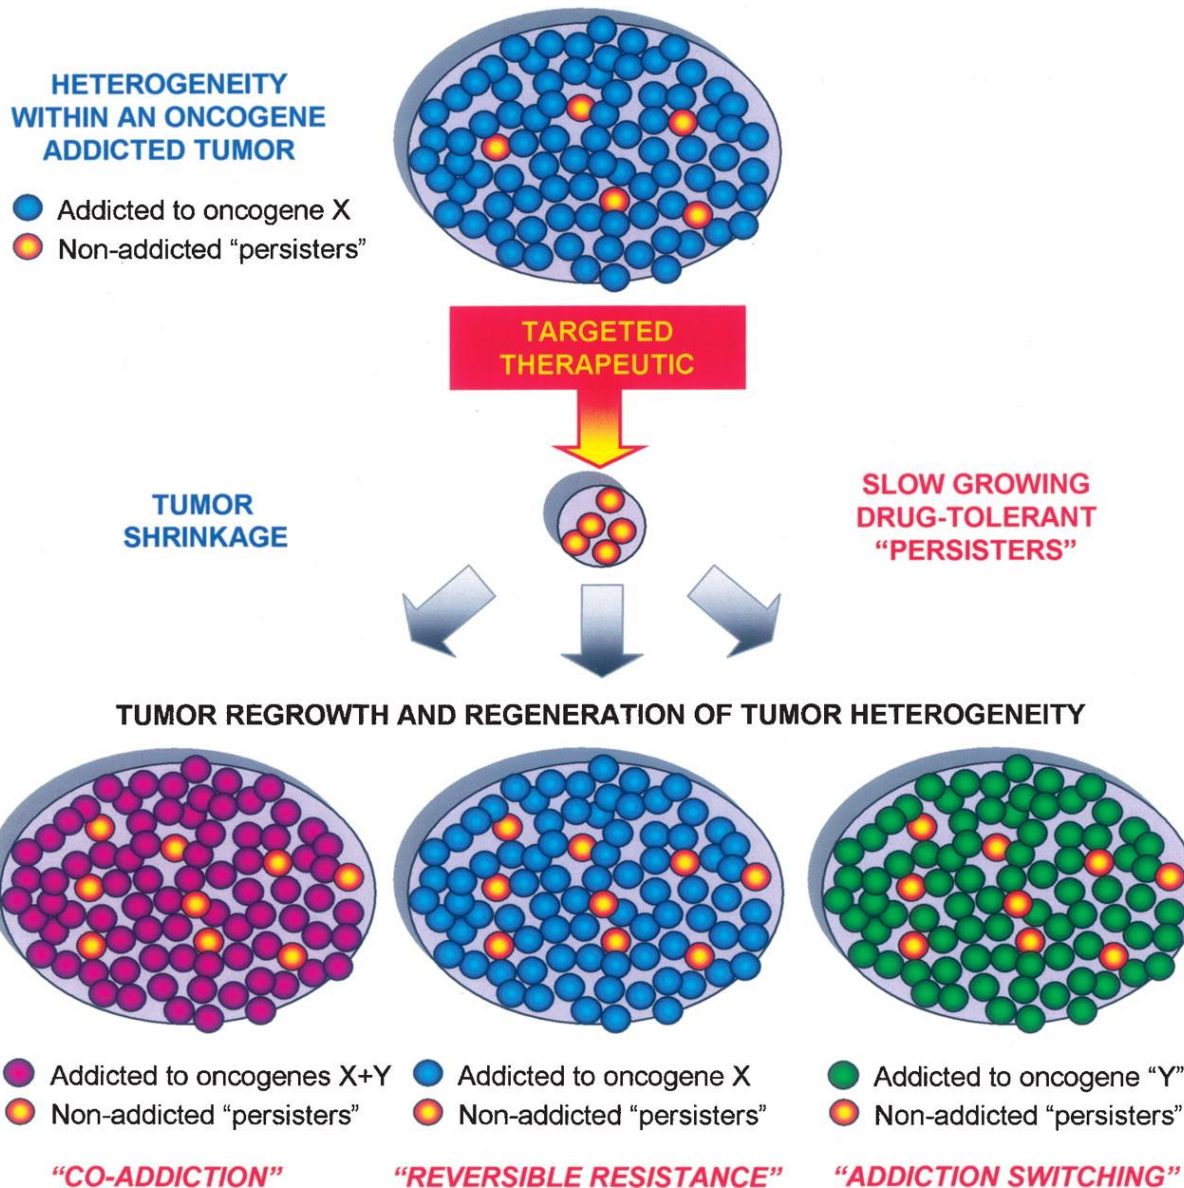 HETEROGENEITY
WITHIN AN ONCOGENE
ADDICTED TUMOR
Addicted to oncogene X
Non-addicted “persisters”
TARGETED
THERAPEUTIC
TUMOR
SHRINKAGE
SLOW GROWING
DRUG-TOLERANT
“PERSISTERS”
TUMOR REGROWTH AND REGENERATION OF TUMOR HETEROGENEITY
Addicted to oncogenes X+Y
Non-addicted “persisters”
“CO-ADDICTION”
Addicted to oncogene X
Non-addicted “persisters”
“REVERSIBLE RESISTANCE”
Addicted to oncogene “Y”
Non-addicted “persisters”
“ADDICTION SWITCHING”